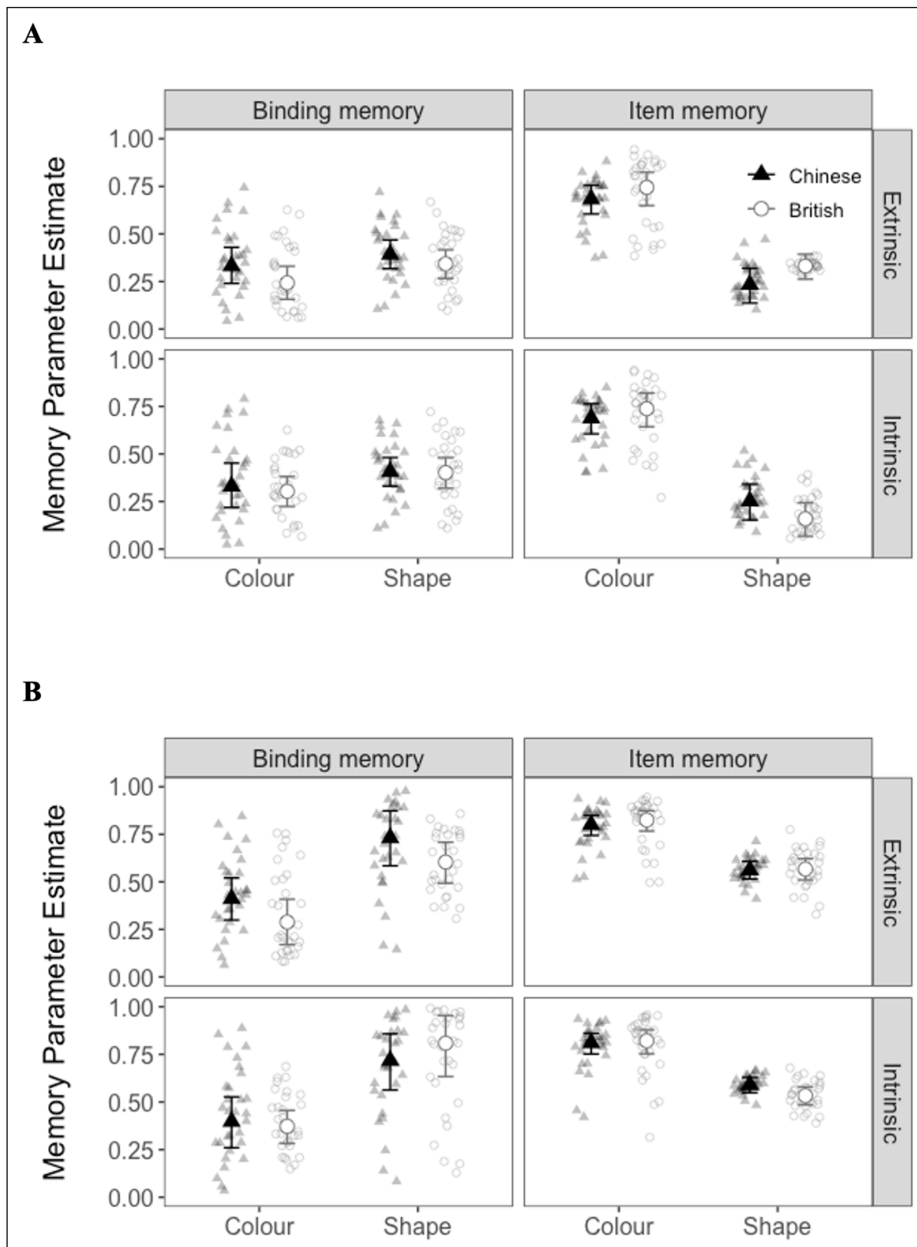 A
Binding memory
Item memory
Memory Parameter Estimate
1.00
0.75
0.50
0.25
0.00
Chinese
British
Extrinsic
1.00
0.75
0.50
0.25
0.00
Intrinsic
Colour
Shape
Colour
Shape
B
Binding memory
Item memory
Memory Parameter Estimate
1.00
0.75
0.50
0.25
0.00
Extrinsic
1.00
0.75
0.50
0.25
0.00
Intrinsic
Colour
Shape
Colour
Shape